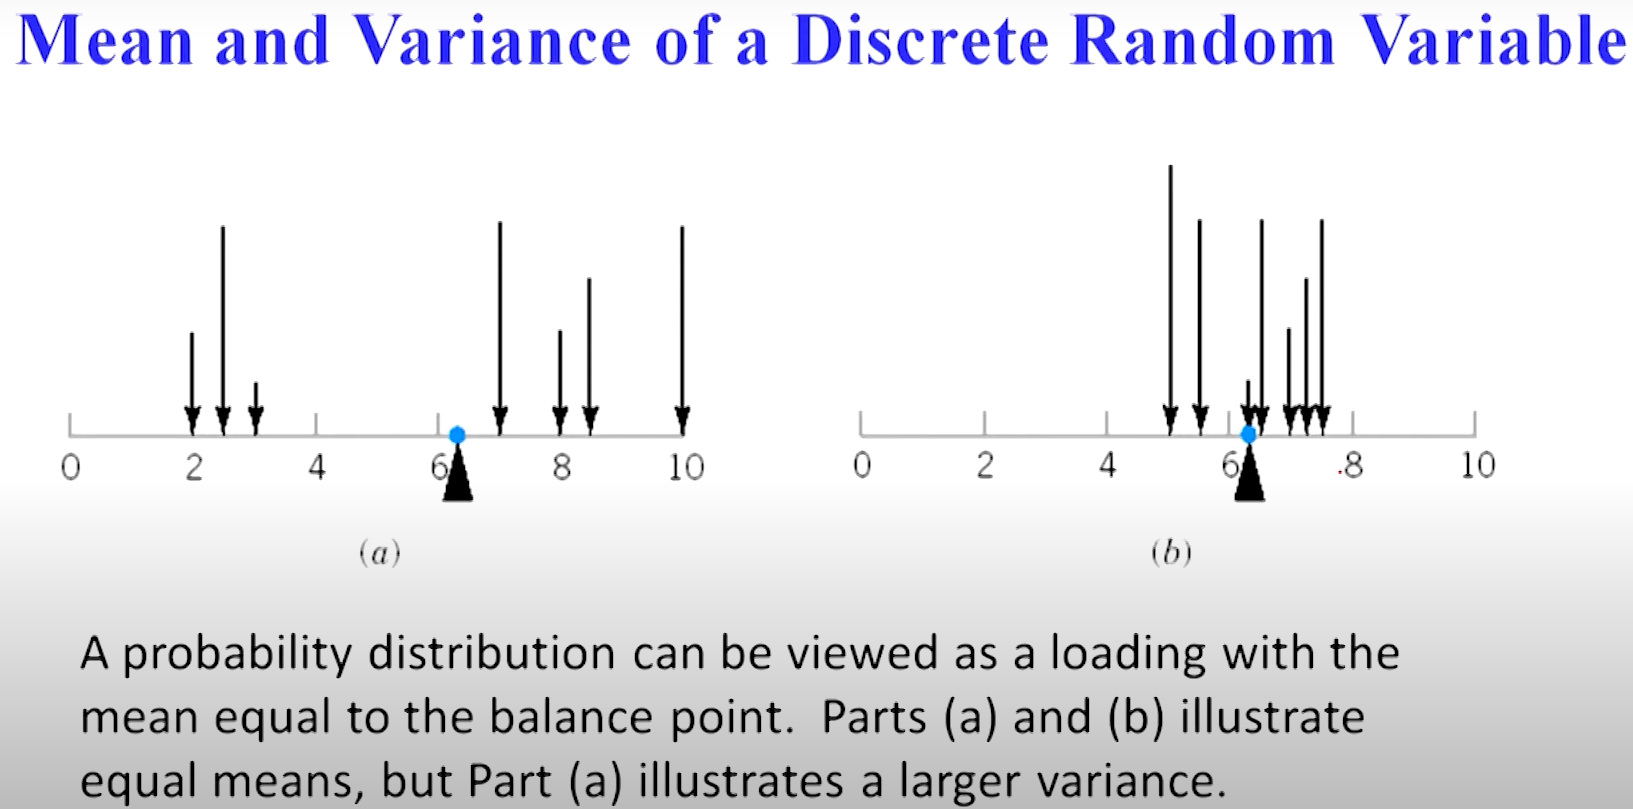 Mean and Variance of a Discrete Random Variable
0 2 4 6 8 10
0 2 4 6 .8 10
(a)
(b)
A probability distribution can be viewed as a loading with the
mean equal to the balance point. Parts (a) and (b) illustrate
equal means, but Part (a) illustrates a larger variance.